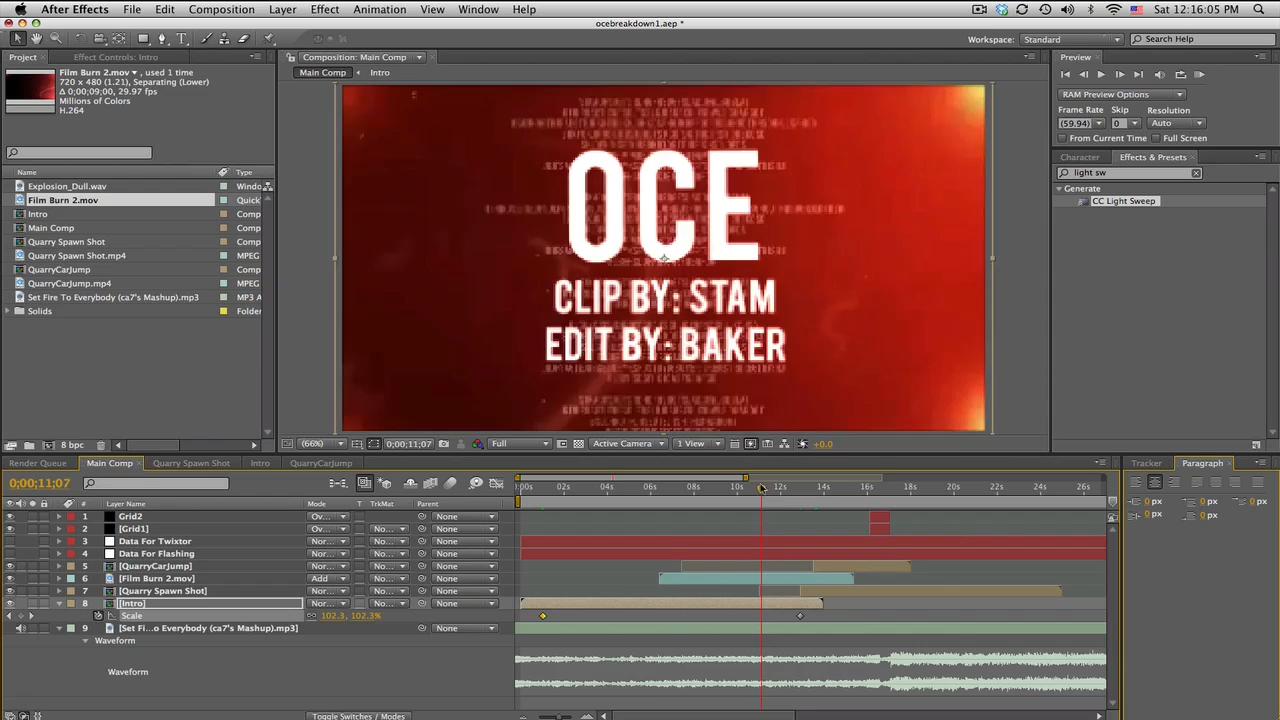 After Effects File Edit Composition Layer Effect Animation View Window Help Sat 12:16:05 PM
ocebreakdown1.aep *
Workspace: Standard Search Help
Project Effect Controls: Intro Composition: Main Comp Preview
Film Burn 2.mov , used 1 time
720 x 480 (1.21), Separating (Lower)
Δ 0;00;09;00, 29.97 fps
Millions of Colors
H.264
Main Comp Intro
RAM Preview Options
Frame Rate Skip Resolution
(59.94) 0 Auto
From Current Time Full Screen
Character Effects & Presets
light sw
Generate
CC Light Sweep
Name Type
Explosion_Dull.wav Windo
Film Burn 2.mov Quick
Intro Comp
Main Comp Comp
Quarry Spawn Shot Comp
Quarry Spawn Shot.mp4 MPEG
QuarryCarJump Comp
QuarryCarJump.mp4 MPEG
Set Fire To Everybody (ca7's Mashup).mp3 MP3 A
Solids Folder
OCE
CLIP BY: STAM
EDIT BY: BAKER
8 bpc
(66%) 0;00;11;07 Full Active Camera 1 View +0.0
Render Queue Main Comp Quarry Spawn Shot Intro QuarryCarJump
Tracker Paragraph
0;00;11;07
:00s 02s 04s 06s 08s 10s 12s 14s 16s 18s 20s 22s 24s 26s
0 px 0 px 0 px
0 px 0 px
# Layer Name Mode T TrkMat Parent
1 Grid2 Ov... None
2 [Grid1] Ov... No... None
3 Data For Twixtor Nor... No... None
4 Data For Flashing Nor... No... None
5 [QuarryCarJump] Nor... No... None
6 [Film Burn 2.mov] Add No... None
7 [Quarry Spawn Shot] Nor... No... None
8 [Intro] Nor... No... None
Scale 102.3, 102.3%
9 [Set Fi...o Everybody (ca7's Mashup).mp3] None
Waveform
Waveform
Toggle Switches / Modes